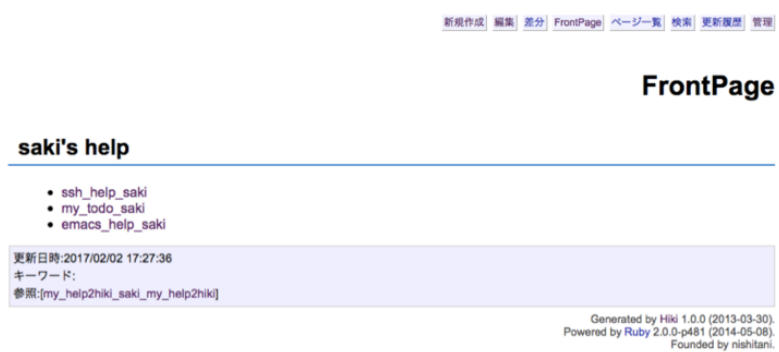 新規作成 編集 差分 FrontPage ページ一覧 検索 更新履歴 管理
FrontPage
saki's help
ssh_help_saki
my_todo_saki
emacs_help_saki
更新日時:2017/02/02 17:27:36
キーワード:
参照:[my_help2hiki_saki_my_help2hiki]
Generated by Hiki 1.0.0 (2013-03-30).
Powered by Ruby 2.0.0-p481 (2014-05-08).
Founded by nishitani.